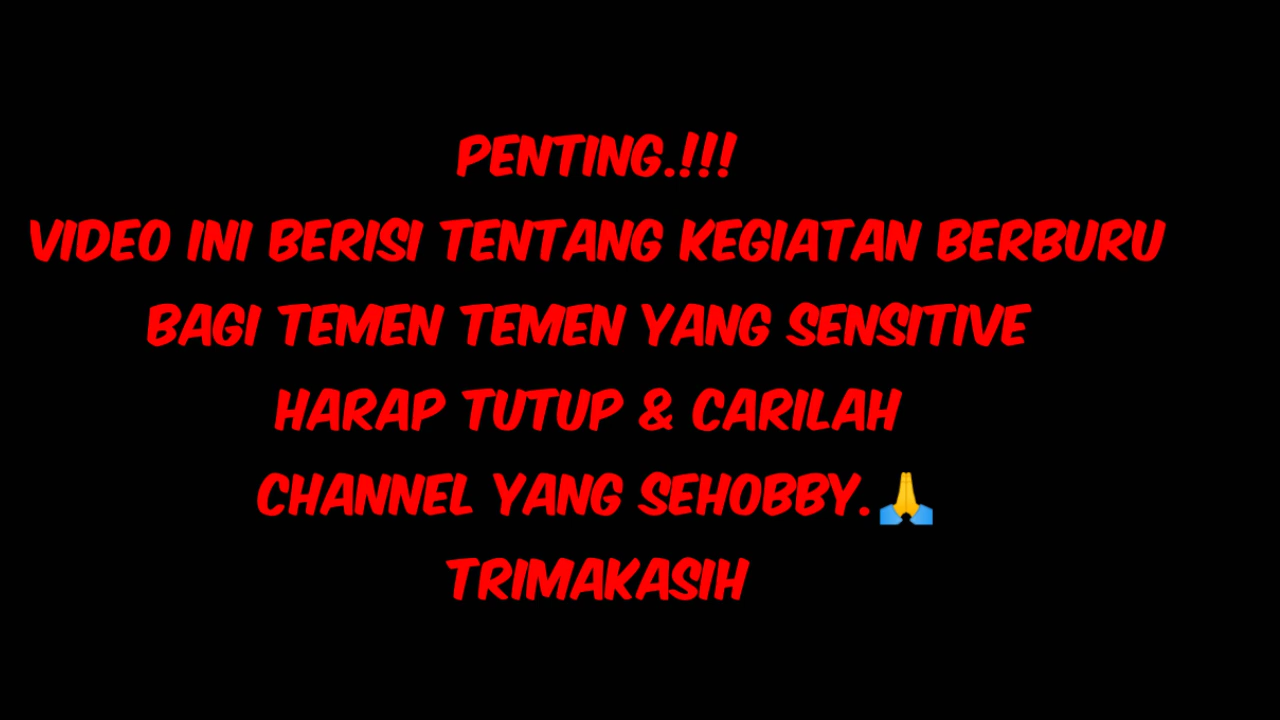 PENTING.!!!
VIDEO INI BERISI TENTANG KEGIATAN BERBURU
BAGI TEMEN TEMEN YANG SENSITIVE
HARAP TUTUP & CARILAH
CHANNEL YANG SEHOBBY.🙏
TRIMAKASIH